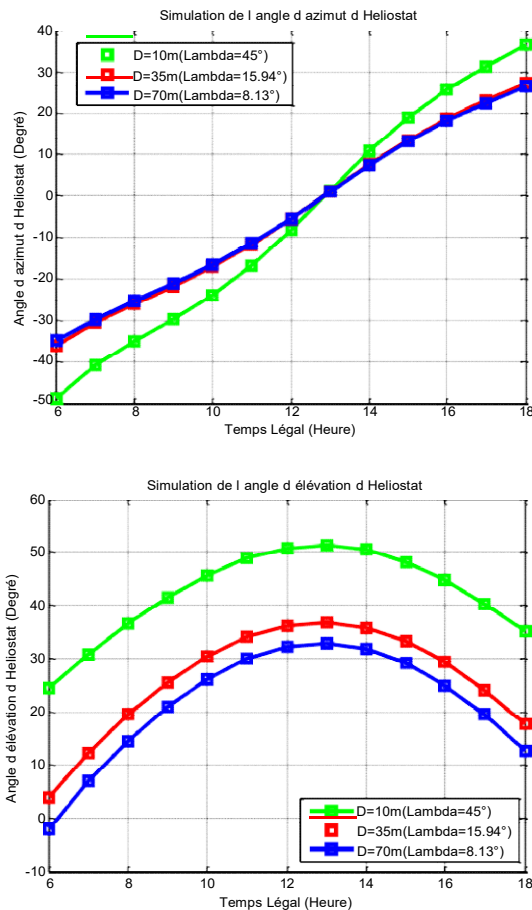 Simulation de l angle d azimut d Heliostat
40
30
20
10
0
-10
-20
-30
-40
-50
Angle d azimut d Heliostat (Degré)
D=10m(Lambda=45°)
D=35m(Lambda=15.94°)
D=70m(Lambda=8.13°)
6 8 10 12 14 16 18
Temps Légal (Heure)
Simulation de l angle d élévation d Heliostat
60
50
40
30
20
10
0
-10
Angle d élévation d Heliostat (Degré)
D=10m(Lambda=45°)
D=35m(Lambda=15.94°)
D=70m(Lambda=8.13°)
6 8 10 12 14 16 18
Temps Légal (Heure)